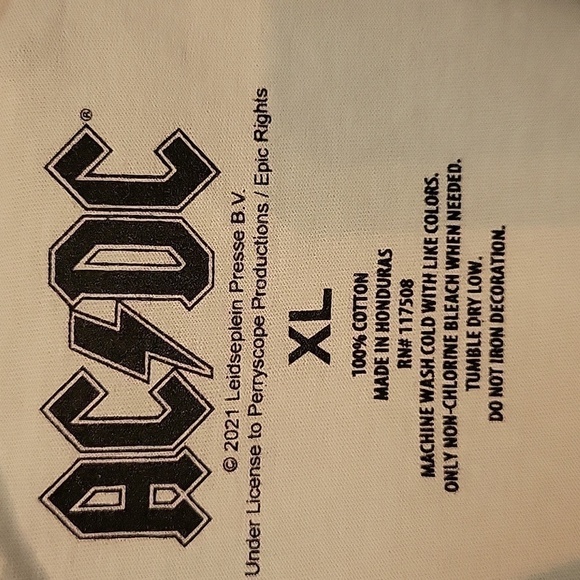 AC/DC®
© 2021 Leidseplein Presse B.V.
Under License to Perryscope Productions / Epic Rights
XL
100% COTTON
MADE IN HONDURAS
RN# 117508
MACHINE WASH COLD WITH LIKE COLORS.
ONLY NON-CHLORINE BLEACH WHEN NEEDED.
TUMBLE DRY LOW.
DO NOT IRON DECORATION.